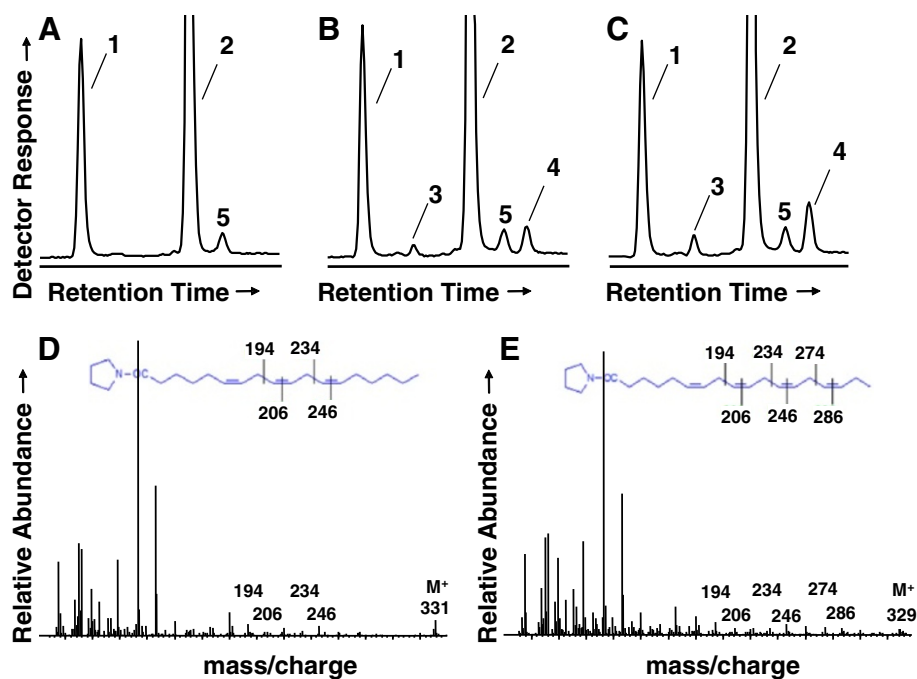 A
1
2
5
Detector Response →
Retention Time →
B
1
2
3
5
4
Retention Time →
C
1
2
3
5
4
Retention Time →
D
194 234
206 246
N
OC
Relative Abundance →
194 234
206 246
M+
331
mass/charge
E
194 234 274
206 246 286
N
OC
Relative Abundance →
194 234 274
206 246 286
M+
329
mass/charge